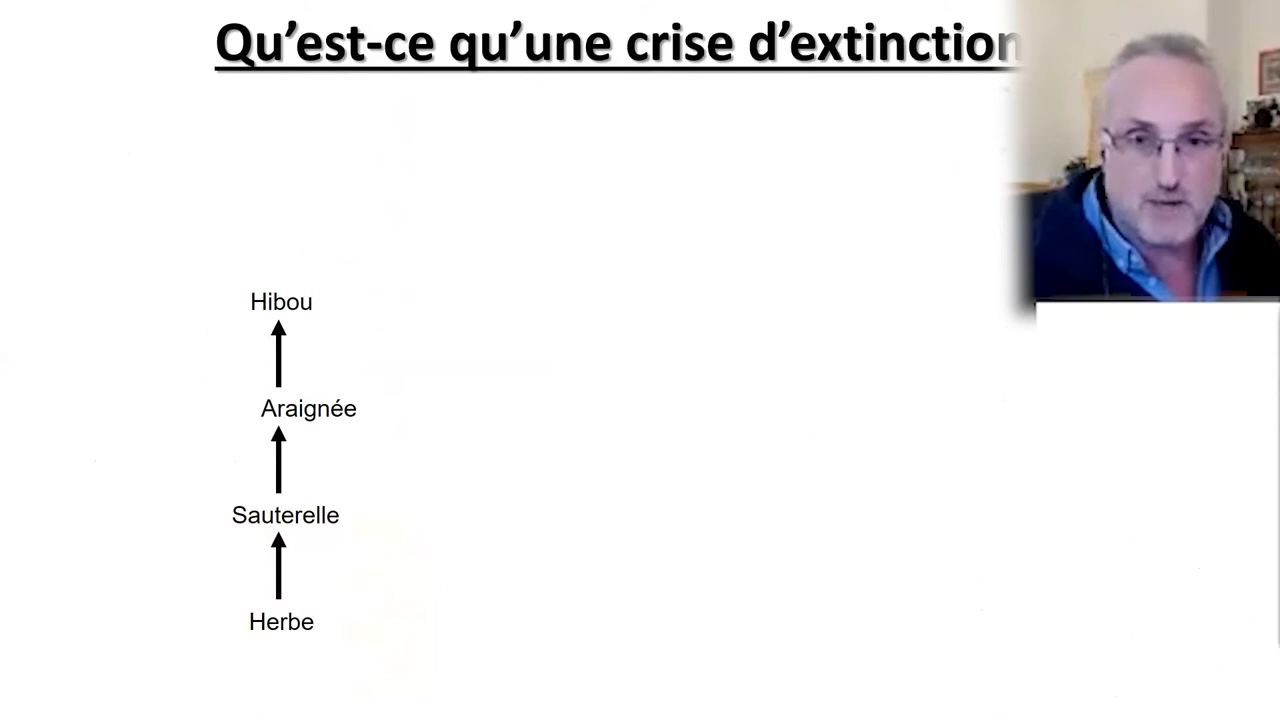 Qu'est-ce qu'une crise d'extinction
Hibou
Araignée
Sauterelle
Herbe